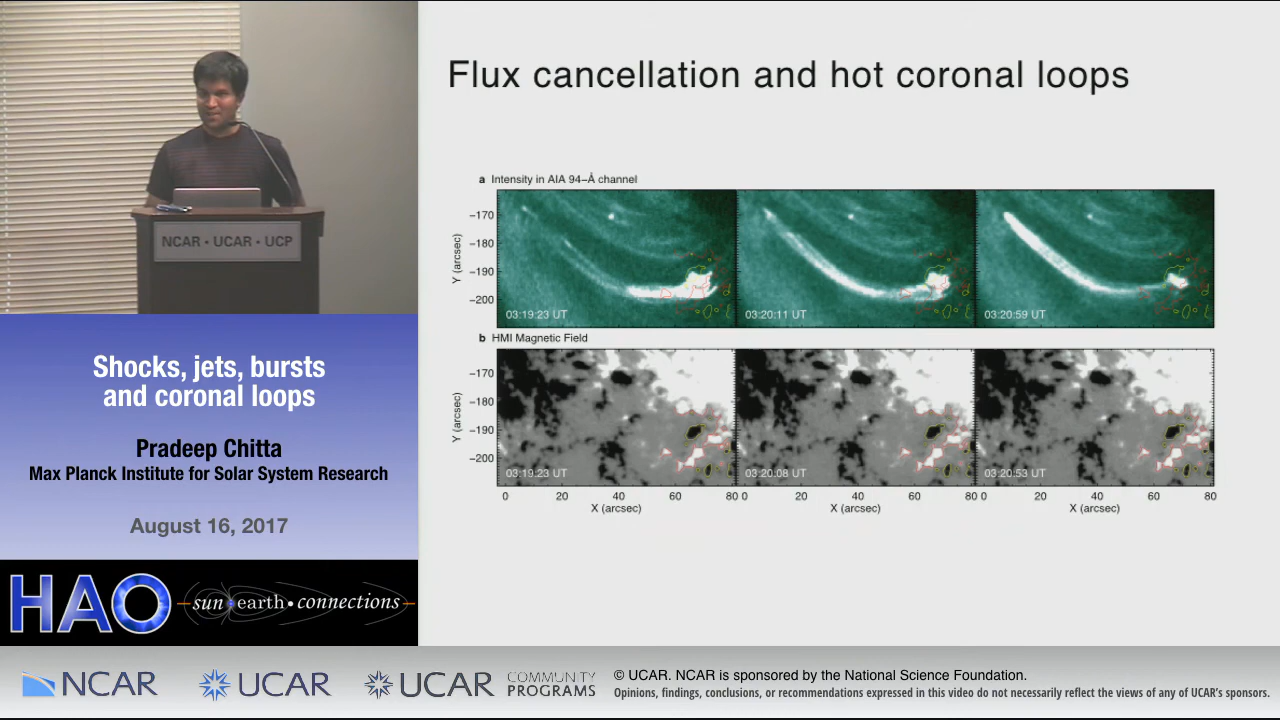 Flux cancellation and hot coronal loops
a Intensity in AIA 94–Å channel
−170
−180
−190
−200
Y (arcsec)
03:19:23 UT
03:20:11 UT
03:20:59 UT
b HMI Magnetic Field
−170
−180
−190
−200
Y (arcsec)
03:19:23 UT
03:20:08 UT
03:20:53 UT
0 20 40 60 80 0 20 40 60 80 0 20 40 60 80
X (arcsec) X (arcsec) X (arcsec)
NCAR • UCAR • UCP
Shocks, jets, bursts
and coronal loops
Pradeep Chitta
Max Planck Institute for Solar System Research
August 16, 2017
HAO sun earth • connections
NCAR UCAR UCAR COMMUNITY PROGRAMS
© UCAR. NCAR is sponsored by the National Science Foundation.
Opinions, findings, conclusions, or recommendations expressed in this video do not necessarily reflect the views of any of UCAR's sponsors.